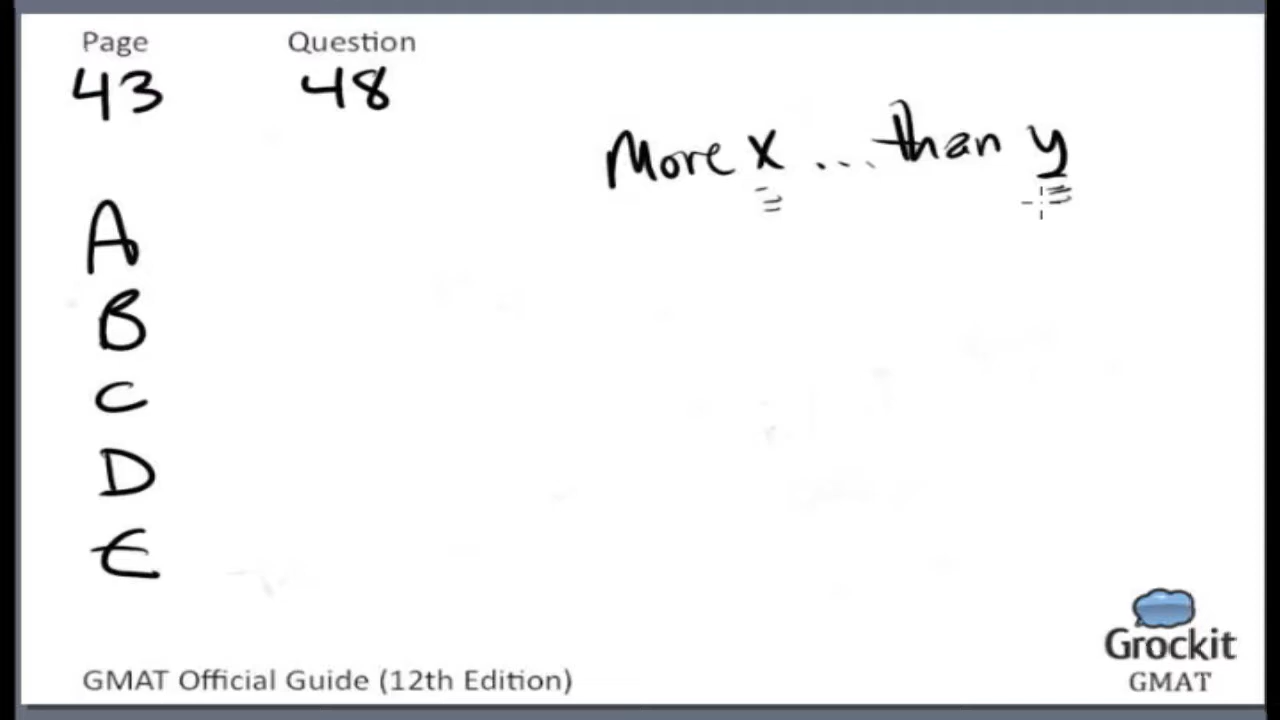 Page Question
43 48
More x ... than y
A
B
C
D
E
Grockit
GMAT
GMAT Official Guide (12th Edition)